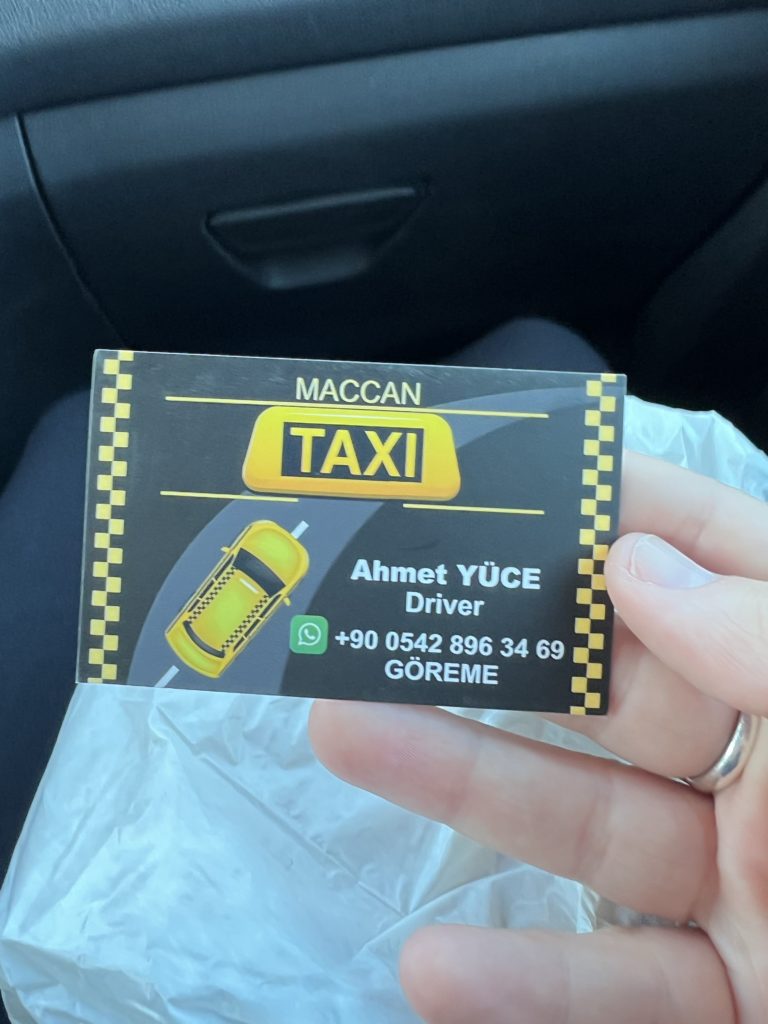 MACCAN
TAXI
Ahmet YÜCE
Driver
+90 0542 896 34 69
GÖREME